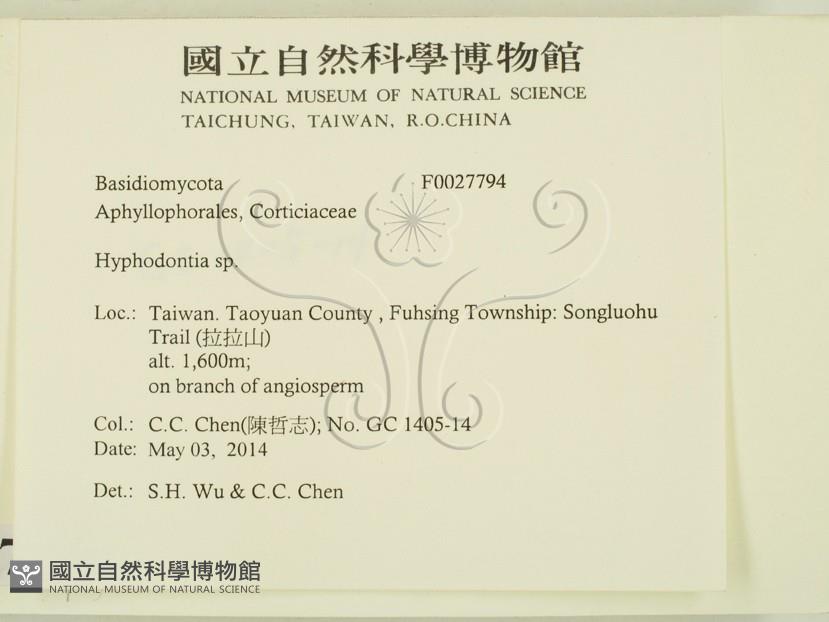 國立自然科學博物館
NATIONAL MUSEUM OF NATURAL SCIENCE
TAICHUNG, TAIWAN, R.O.CHINA
Basidiomycota F0027794
Aphyllophorales, Corticiaceae
Hyphodontia sp.
Loc.: Taiwan. Taoyuan County , Fuhsing Township: Songluohu
Trail (拉拉山)
alt. 1,600m;
on branch of angiosperm
Col.: C.C. Chen(陳哲志); No. GC 1405-14
Date: May 03, 2014
Det.: S.H. Wu & C.C. Chen
國立自然科學博物館
NATIONAL MUSEUM OF NATURAL SCIENCE